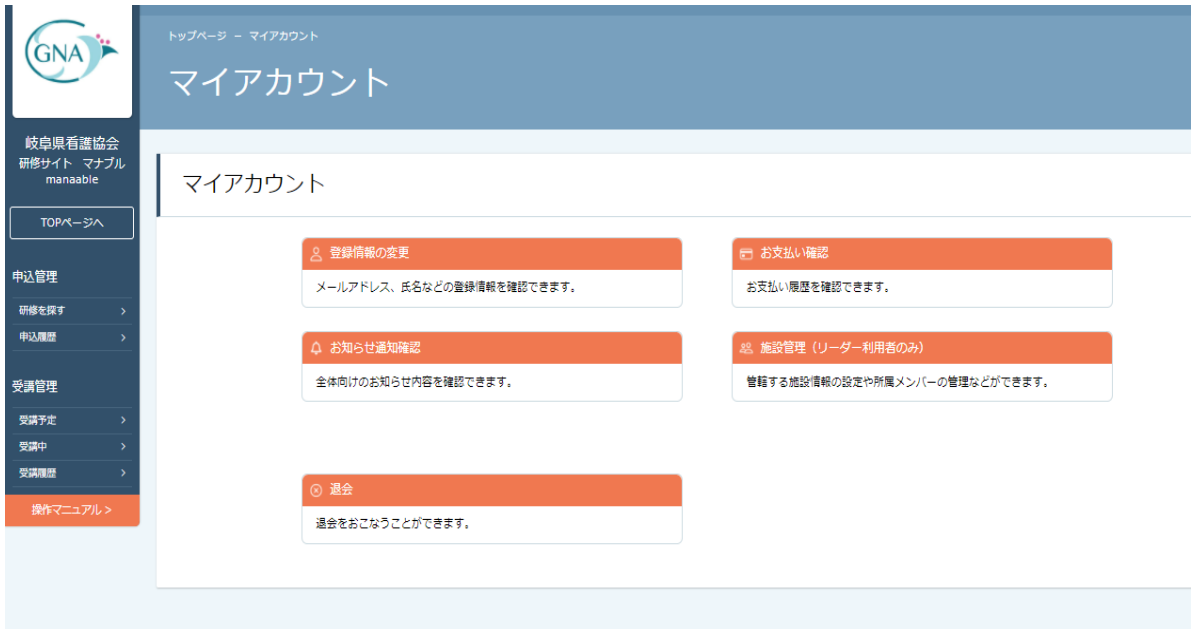 GNA
岐阜県看護協会
研修サイト マナブル
manaable
TOPページへ
申込管理
研修を探す
申込履歴
受講管理
受講予定
受講中
受講履歴
操作マニュアル >
トップページ － マイアカウント
マイアカウント
マイアカウント
登録情報の変更
メールアドレス、氏名などの登録情報を確認できます。
お支払い確認
お支払い履歴を確認できます。
お知らせ通知確認
全体向けのお知らせ内容を確認できます。
施設管理（リーダー利用者のみ）
管轄する施設情報の設定や所属メンバーの管理などができます。
退会
退会をおこなうことができます。